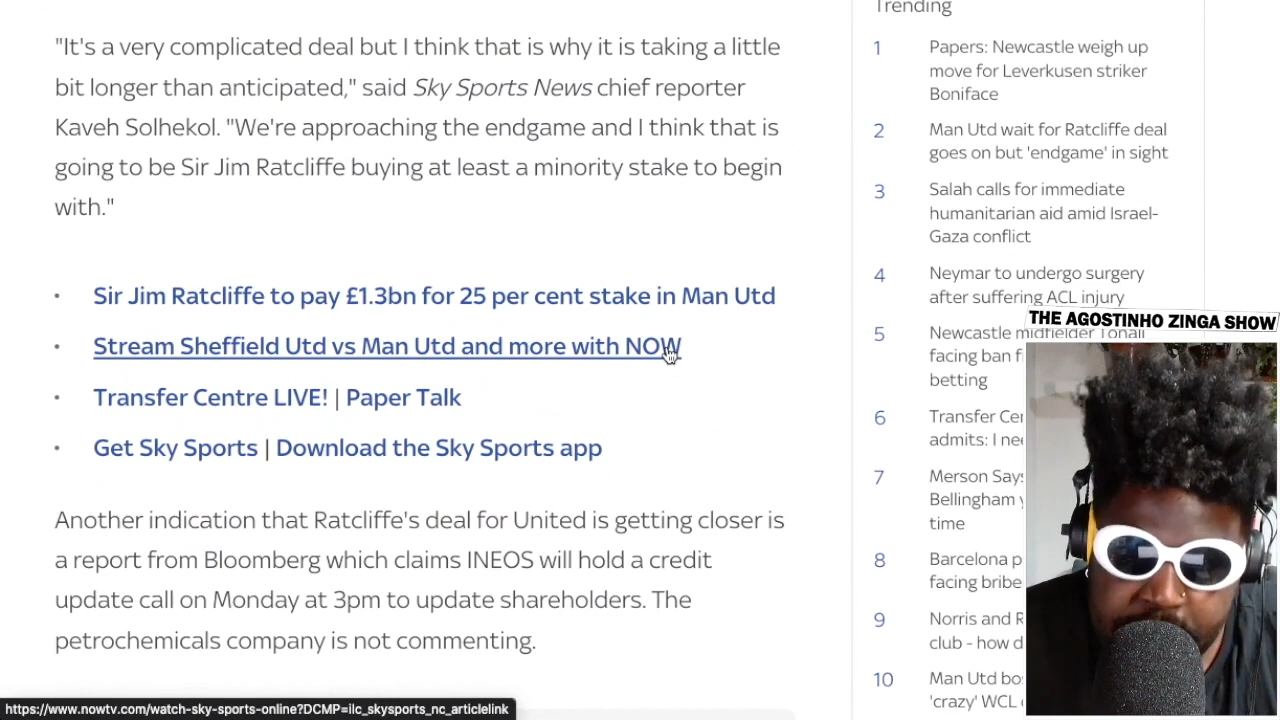 "It's a very complicated deal but I think that is why it is taking a little
bit longer than anticipated," said Sky Sports News chief reporter
Kaveh Solhekol. "We're approaching the endgame and I think that is
going to be Sir Jim Ratcliffe buying at least a minority stake to begin
with."
• Sir Jim Ratcliffe to pay £1.3bn for 25 per cent stake in Man Utd
• Stream Sheffield Utd vs Man Utd and more with NOW
• Transfer Centre LIVE! | Paper Talk
• Get Sky Sports | Download the Sky Sports app
Another indication that Ratcliffe's deal for United is getting closer is
a report from Bloomberg which claims INEOS will hold a credit
update call on Monday at 3pm to update shareholders. The
petrochemicals company is not commenting.
https://www.nowtv.com/watch-sky-sports-online?DCMP=ilc_skysports_nc_articlelink
Trending
1 Papers: Newcastle weigh up
move for Leverkusen striker
Boniface
2 Man Utd wait for Ratcliffe deal
goes on but 'endgame' in sight
3 Salah calls for immediate
humanitarian aid amid Israel-
Gaza conflict
4 Neymar to undergo surgery
after suffering ACL injury
THE AGOSTINHO ZINGA SHOW
5 Newcastle midfielder Tonali
facing ban
betting
6 Transfer
admits: I
7 Merson
Bellingham
time
8 Barcelona
facing
9 Norris and
club - how
10 Man Utd
'crazy' WCL